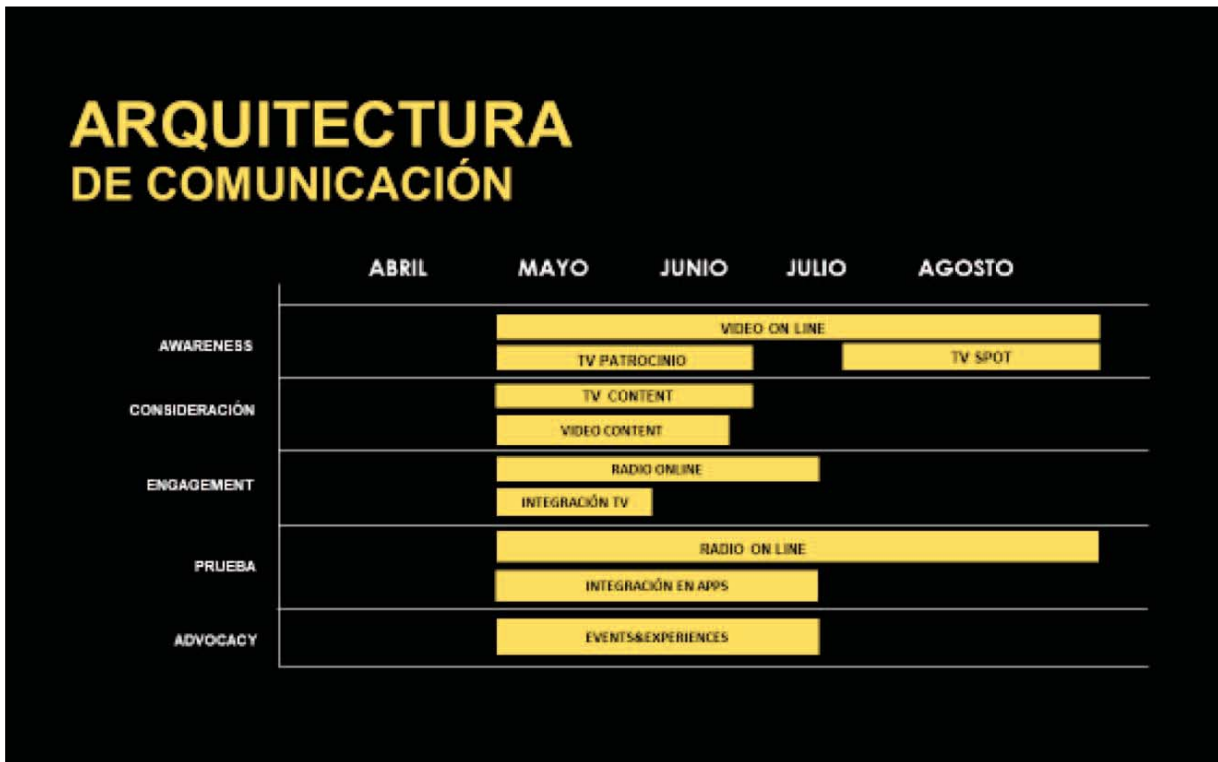 ARQUITECTURA
DE COMUNICACIÓN
ABRIL MAYO JUNIO JULIO AGOSTO
AWARENESS
VIDEO ON LINE
TV PATROCINIO
TV SPOT
CONSIDERACIÓN
TV CONTENT
VIDEO CONTENT
ENGAGEMENT
RADIO ONLINE
INTEGRACIÓN TV
PRUEBA
RADIO ON LINE
INTEGRACIÓN EN APPS
ADVOCACY
EVENTS&EXPERIENCES